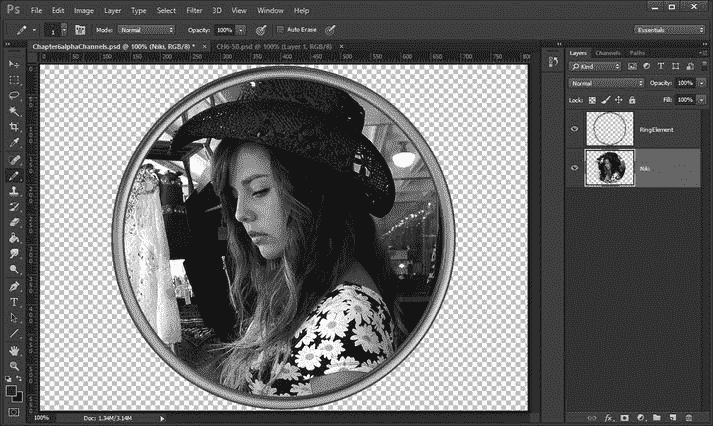 Ps File Edit Image Layer Type Select Filter 3D View Window Help
1 Mode: Normal Opacity: 100% Auto Erase Essentials
Chapter6alphaChannels.psd @ 100% (Niki, RGB/8) * × CH6-5B.psd @ 100% (Layer 1, RGB/8) ×
Layers Channels Paths
Kind
Normal Opacity: 100%
Lock: Fill: 100%
RingElement
Niki
100% Doc: 1.34M/3.14M